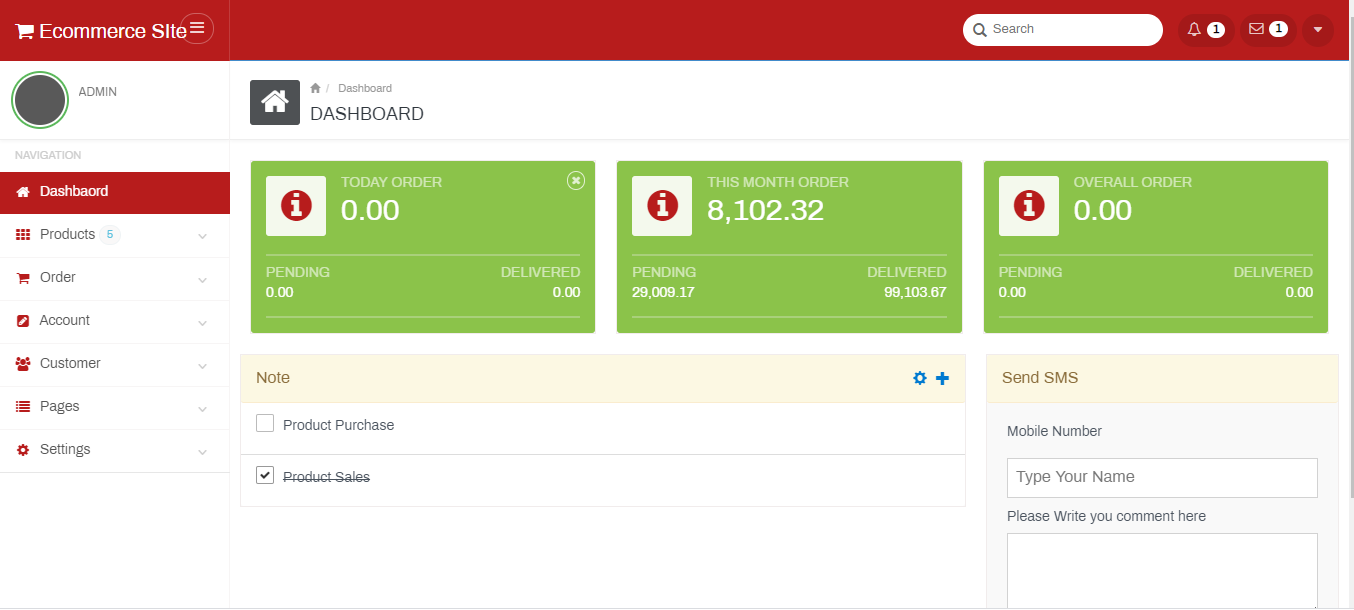 Ecommerce SIte
Search
1
1
ADMIN
Dashboard
DASHBOARD
NAVIGATION
Dashbaord
Products 5
Order
Account
Customer
Pages
Settings
TODAY ORDER
0.00
PENDING DELIVERED
0.00 0.00
THIS MONTH ORDER
8,102.32
PENDING DELIVERED
29,009.17 99,103.67
OVERALL ORDER
0.00
PENDING DELIVERED
0.00 0.00
Note
Product Purchase
Product Sales
Send SMS
Mobile Number
Type Your Name
Please Write you comment here